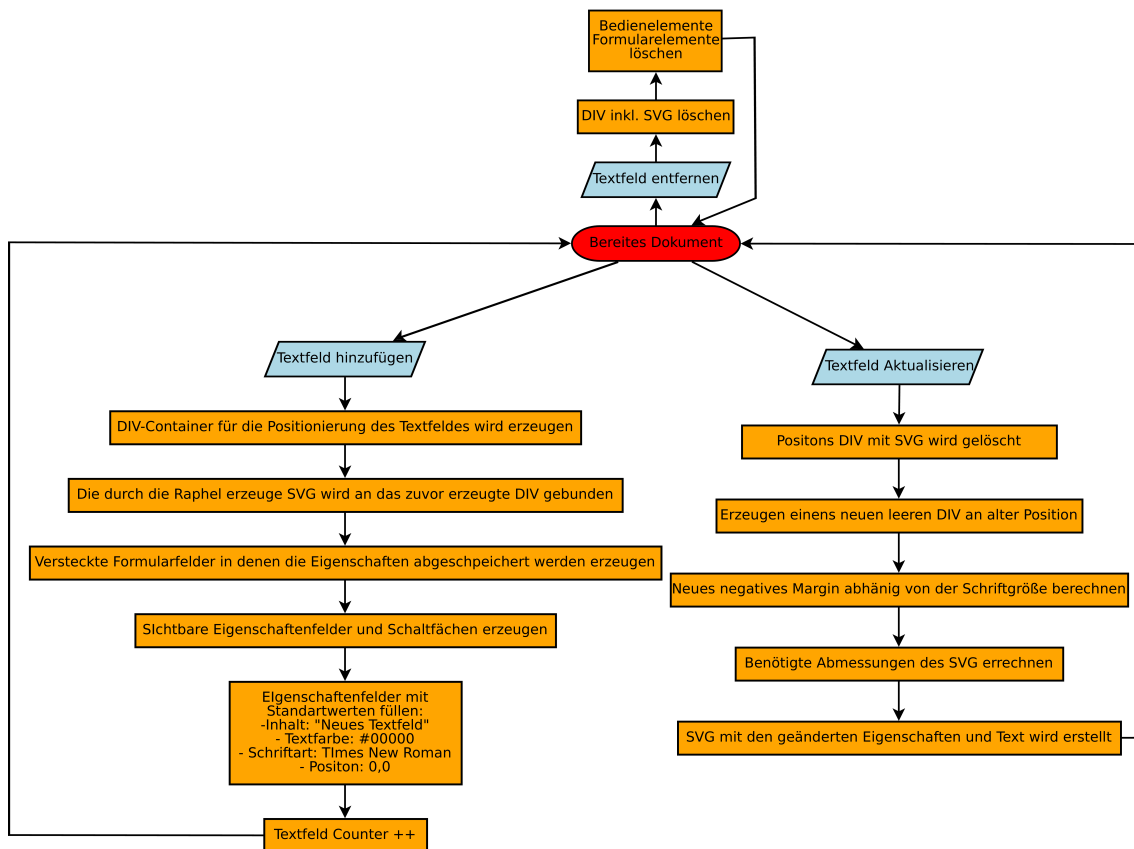 Bedienelemente
Formularelemente
löschen
DIV inkl. SVG löschen
Textfeld entfernen
Bereites Dokument
Textfeld hinzufügen
DIV-Container für die Positionierung des Textfeldes wird erzeugen
Die durch die Raphel erzeuge SVG wird an das zuvor erzeugte DIV gebunden
Versteckte Formularfelder in denen die Eigenschaften abgeschpeichert werden erzeugen
SIchtbare Eigenschaftenfelder und Schaltfächen erzeugen
EIgenschaftenfelder mit
Standartwerten füllen:
-Inhalt: "Neues Textfeld"
- Textfarbe: #00000
- Schriftart: TImes New Roman
- Positon: 0,0
Textfeld Counter ++
Textfeld Aktualisieren
Positons DIV mit SVG wird gelöscht
Erzeugen einens neuen leeren DIV an alter Position
Neues negatives Margin abhänig von der Schriftgröße berechnen
Benötigte Abmessungen des SVG errechnen
SVG mit den geänderten Eigenschaften und Text wird erstellt